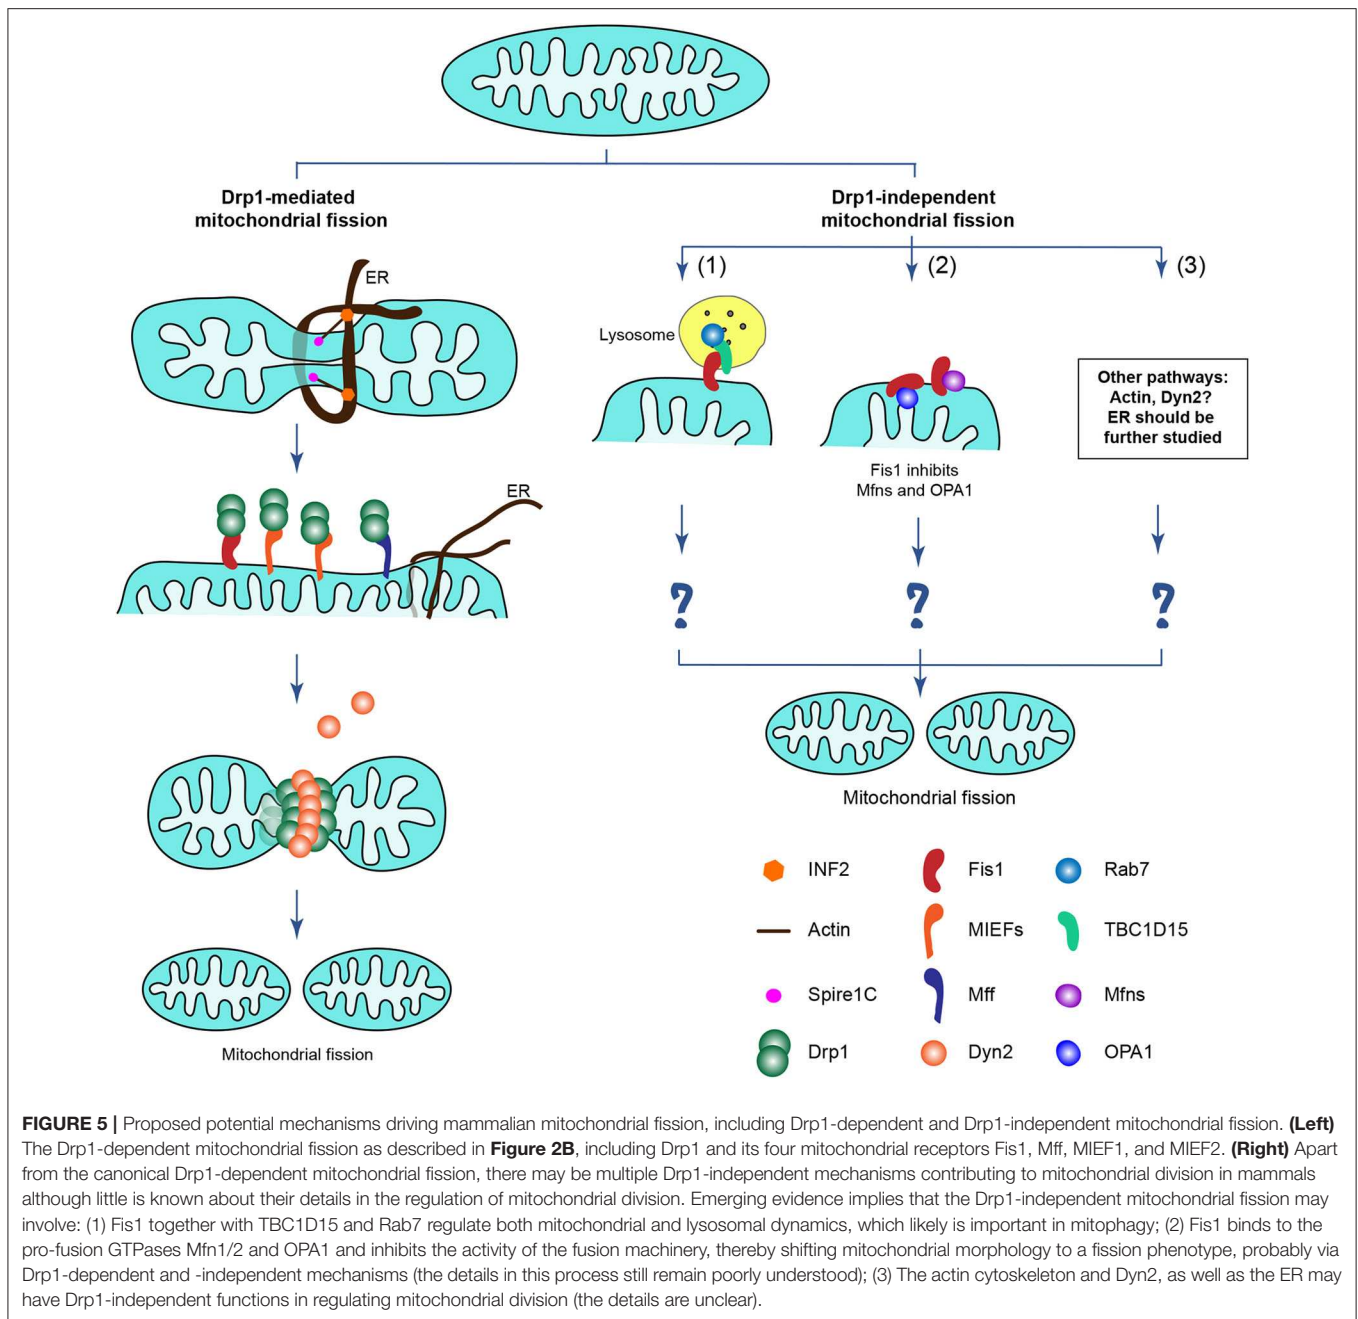 Drp1-mediated
mitochondrial fission
Drp1-independent
mitochondrial fission
ER
(1)
(2)
(3)
Lysosome
Other pathways:
Actin, Dyn2?
ER should be
further studied
Fis1 inhibits
Mfns and OPA1
ER
?
?
?
Mitochondrial fission
INF2
Fis1
Rab7
Actin
MIEFs
TBC1D15
Spire1C
Mff
Mfns
Drp1
Dyn2
OPA1
Mitochondrial fission
FIGURE 5 | Proposed potential mechanisms driving mammalian mitochondrial fission, including Drp1-dependent and Drp1-independent mitochondrial fission. (Left)
The Drp1-dependent mitochondrial fission as described in Figure 2B, including Drp1 and its four mitochondrial receptors Fis1, Mff, MIEF1, and MIEF2. (Right) Apart
from the canonical Drp1-dependent mitochondrial fission, there may be multiple Drp1-independent mechanisms contributing to mitochondrial division in mammals
although little is known about their details in the regulation of mitochondrial division. Emerging evidence implies that the Drp1-independent mitochondrial fission may
involve: (1) Fis1 together with TBC1D15 and Rab7 regulate both mitochondrial and lysosomal dynamics, which likely is important in mitophagy; (2) Fis1 binds to the
pro-fusion GTPases Mfn1/2 and OPA1 and inhibits the activity of the fusion machinery, thereby shifting mitochondrial morphology to a fission phenotype, probably via
Drp1-dependent and -independent mechanisms (the details in this process still remain poorly understood); (3) The actin cytoskeleton and Dyn2, as well as the ER may
have Drp1-independent functions in regulating mitochondrial division (the details are unclear).